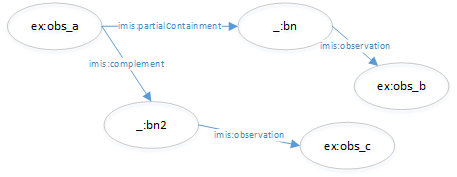 ex:obs_a
imis:partialContainment
_:bn
imis:observation
imis:complement
ex:obs_b
_:bn2
imis:observation
ex:obs_c